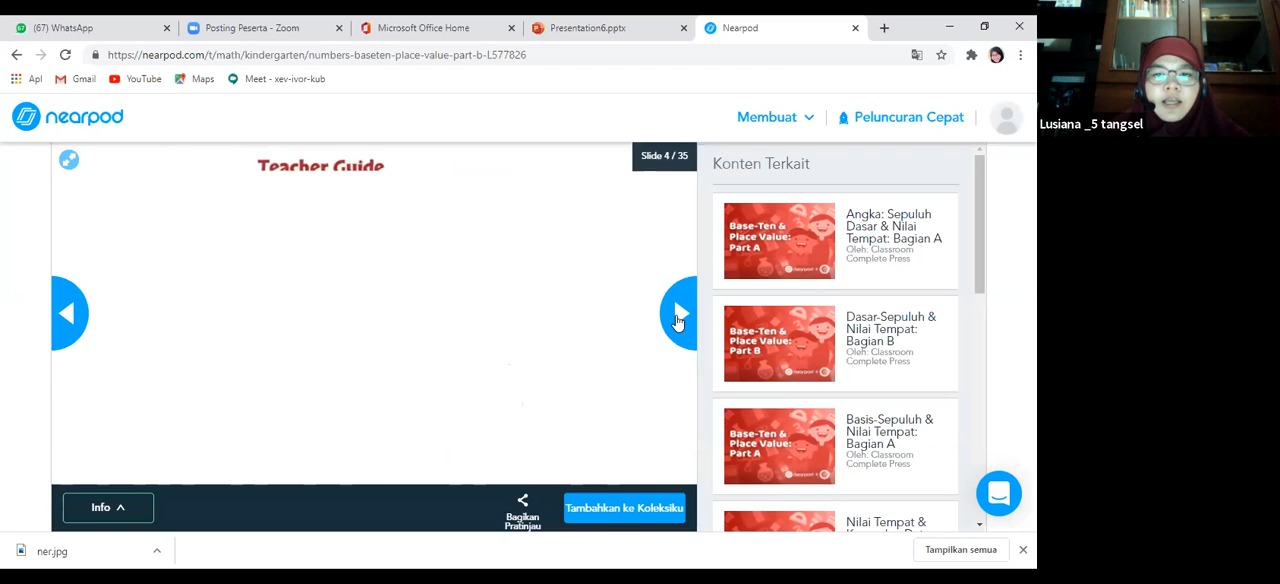 (67) WhatsApp
Posting Peserta - Zoom
Microsoft Office Home
Presentation6.pptx
Nearpod
https://nearpod.com/t/math/kindergarten/numbers-baseten-place-value-part-b-L577826
Apl
Gmail
YouTube
Maps
Meet - xev-ivor-kub
nearpod
Membuat
Peluncuran Cepat
Lusiana _5 tangsel
Teacher Guide
Slide 4 / 35
Konten Terkait
Base-Ten &
Place Value:
Part A
Angka: Sepuluh
Dasar & Nilai
Tempat: Bagian A
Oleh: Classroom
Complete Press
Base-Ten &
Place Value:
Part B
Dasar-Sepuluh &
Nilai Tempat:
Bagian B
Oleh: Classroom
Complete Press
Base-Ten &
Place Value:
Part A
Basis-Sepuluh &
Nilai Tempat:
Bagian A
Oleh: Classroom
Complete Press
Nilai Tempat &
Info
Bagikan
Pratinjau
Tambahkan ke Koleksiku
ner.jpg
Tampilkan semua